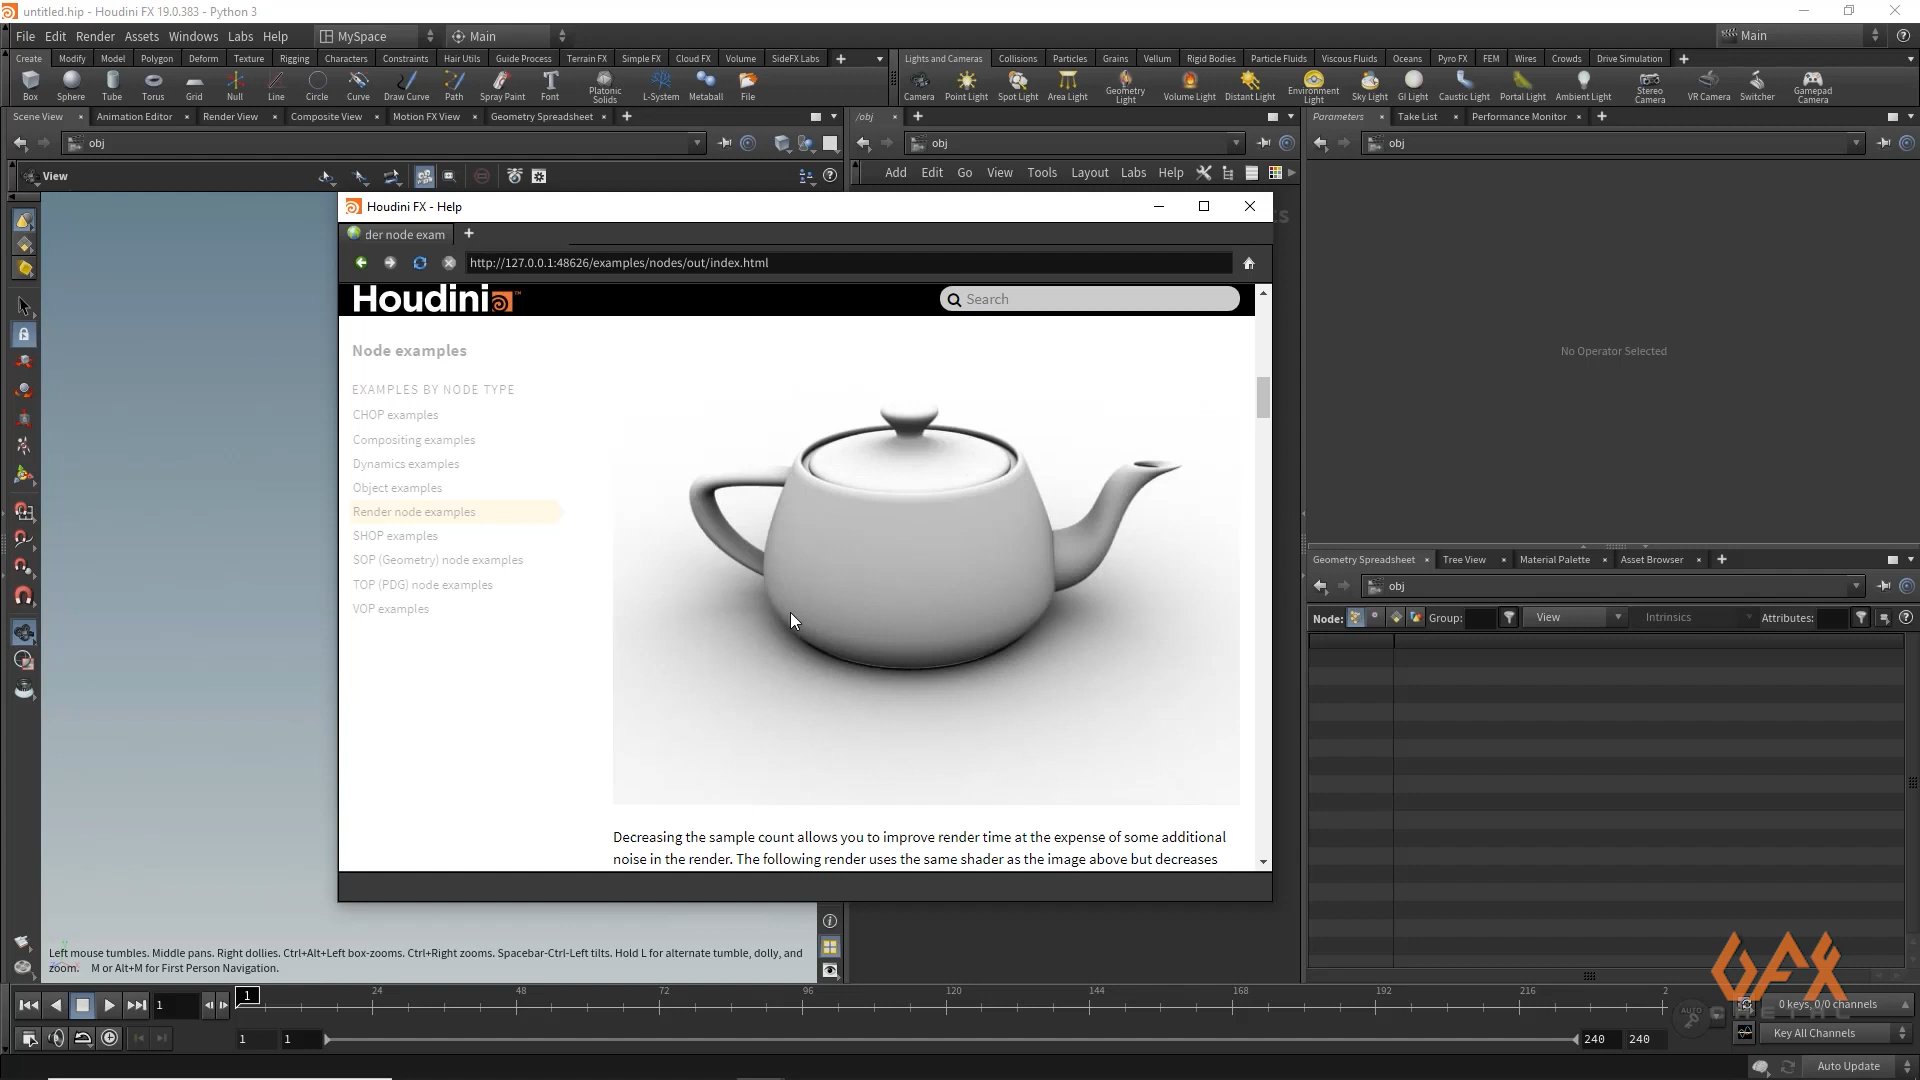 untitled.hip - Houdini FX 19.0.383 - Python 3
File Edit Render Assets Windows Labs Help MySpace Main Main
Create Modify Model Polygon Deform Texture Rigging Characters Constraints Hair Utils Guide Process Terrain FX Simple FX Cloud FX Volume SideFX Labs
Lights and Cameras Collisions Particles Grains Vellum Rigid Bodies Particle Fluids Viscous Fluids Oceans Pyro FX FEM Wires Crowds Drive Simulation
Box Sphere Tube Torus Grid Null Line Circle Curve Draw Curve Path Spray Paint Font Platonic Solids L-System Metaball File
Camera Point Light Spot Light Area Light Geometry Light Volume Light Distant Light Environment Light Sky Light GI Light Caustic Light Portal Light Ambient Light Stereo Camera VR Camera Switcher Gamepad Camera
Scene View Animation Editor Render View Composite View Motion FX View Geometry Spreadsheet
/obj
Parameters Take List Performance Monitor
obj
obj
obj
View
Add Edit Go View Tools Layout Labs Help
Houdini FX - Help
der node exam
http://127.0.0.1:48626/examples/nodes/out/index.html
Houdini
Search
Node examples
EXAMPLES BY NODE TYPE
CHOP examples
Compositing examples
Dynamics examples
Object examples
Render node examples
SHOP examples
SOP (Geometry) node examples
TOP (PDG) node examples
VOP examples
Decreasing the sample count allows you to improve render time at the expense of some additional
noise in the render. The following render uses the same shader as the image above but decreases
No Operator Selected
Geometry Spreadsheet Tree View Material Palette Asset Browser
obj
Node: Group: View Intrinsics Attributes:
Left mouse tumbles. Middle pans. Right dollies. Ctrl+Alt+Left box-zooms. Ctrl+Right zooms. Spacebar-Ctrl-Left tilts. Hold L for alternate tumble, dolly, and
zoom. M or Alt+M for First Person Navigation.
1 1 24 48 72 96 120 144 168 192 216 2
0 keys, 0/0 channels
1 1 240 240
Key All Channels
Auto Update